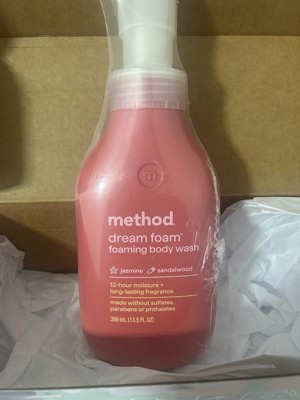 method.
dream foam™
foaming body wash
jasmine sandalwood
12-hour moisture +
long-lasting fragrance
made without sulfates,
parabens or phthalates
399 mL (13.5 FL OZ)